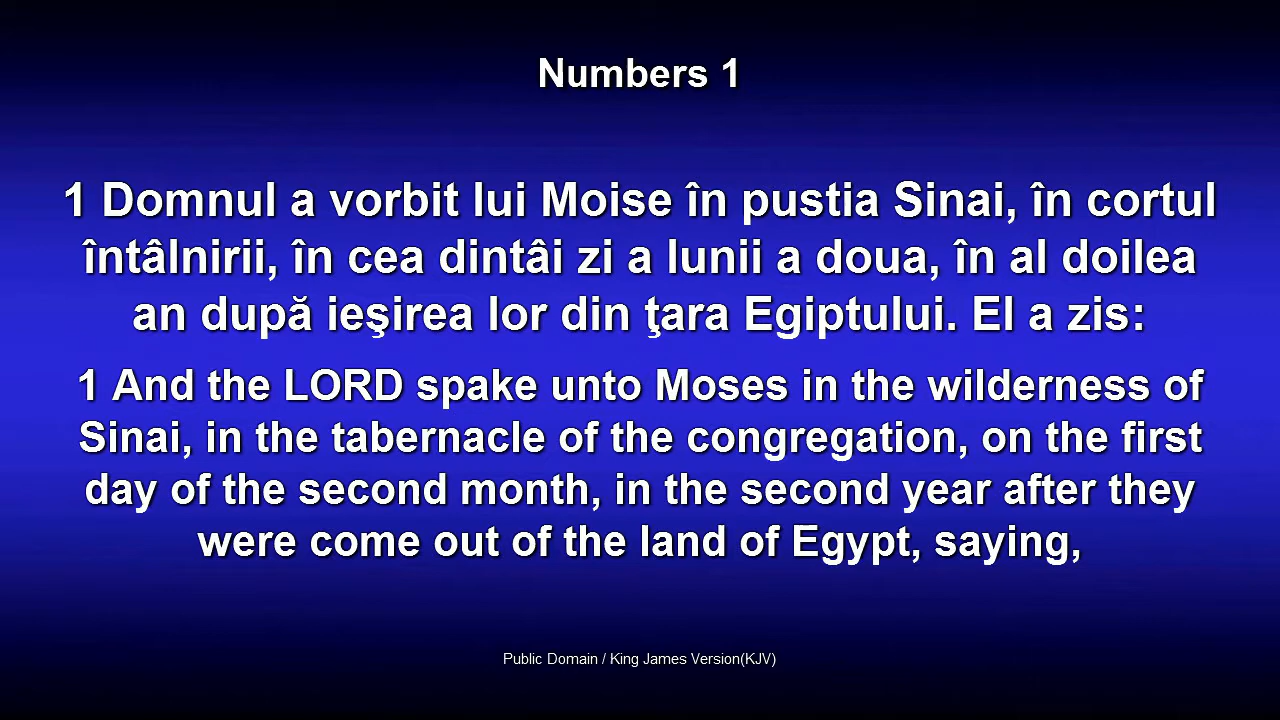 Numbers 1
1 Domnul a vorbit lui Moise în pustia Sinai, în cortul
întâlnirii, în cea dintâi zi a lunii a doua, în al doilea
an după ieşirea lor din ţara Egiptului. El a zis:
1 And the LORD spake unto Moses in the wilderness of
Sinai, in the tabernacle of the congregation, on the first
day of the second month, in the second year after they
were come out of the land of Egypt, saying,
Public Domain / King James Version(KJV)